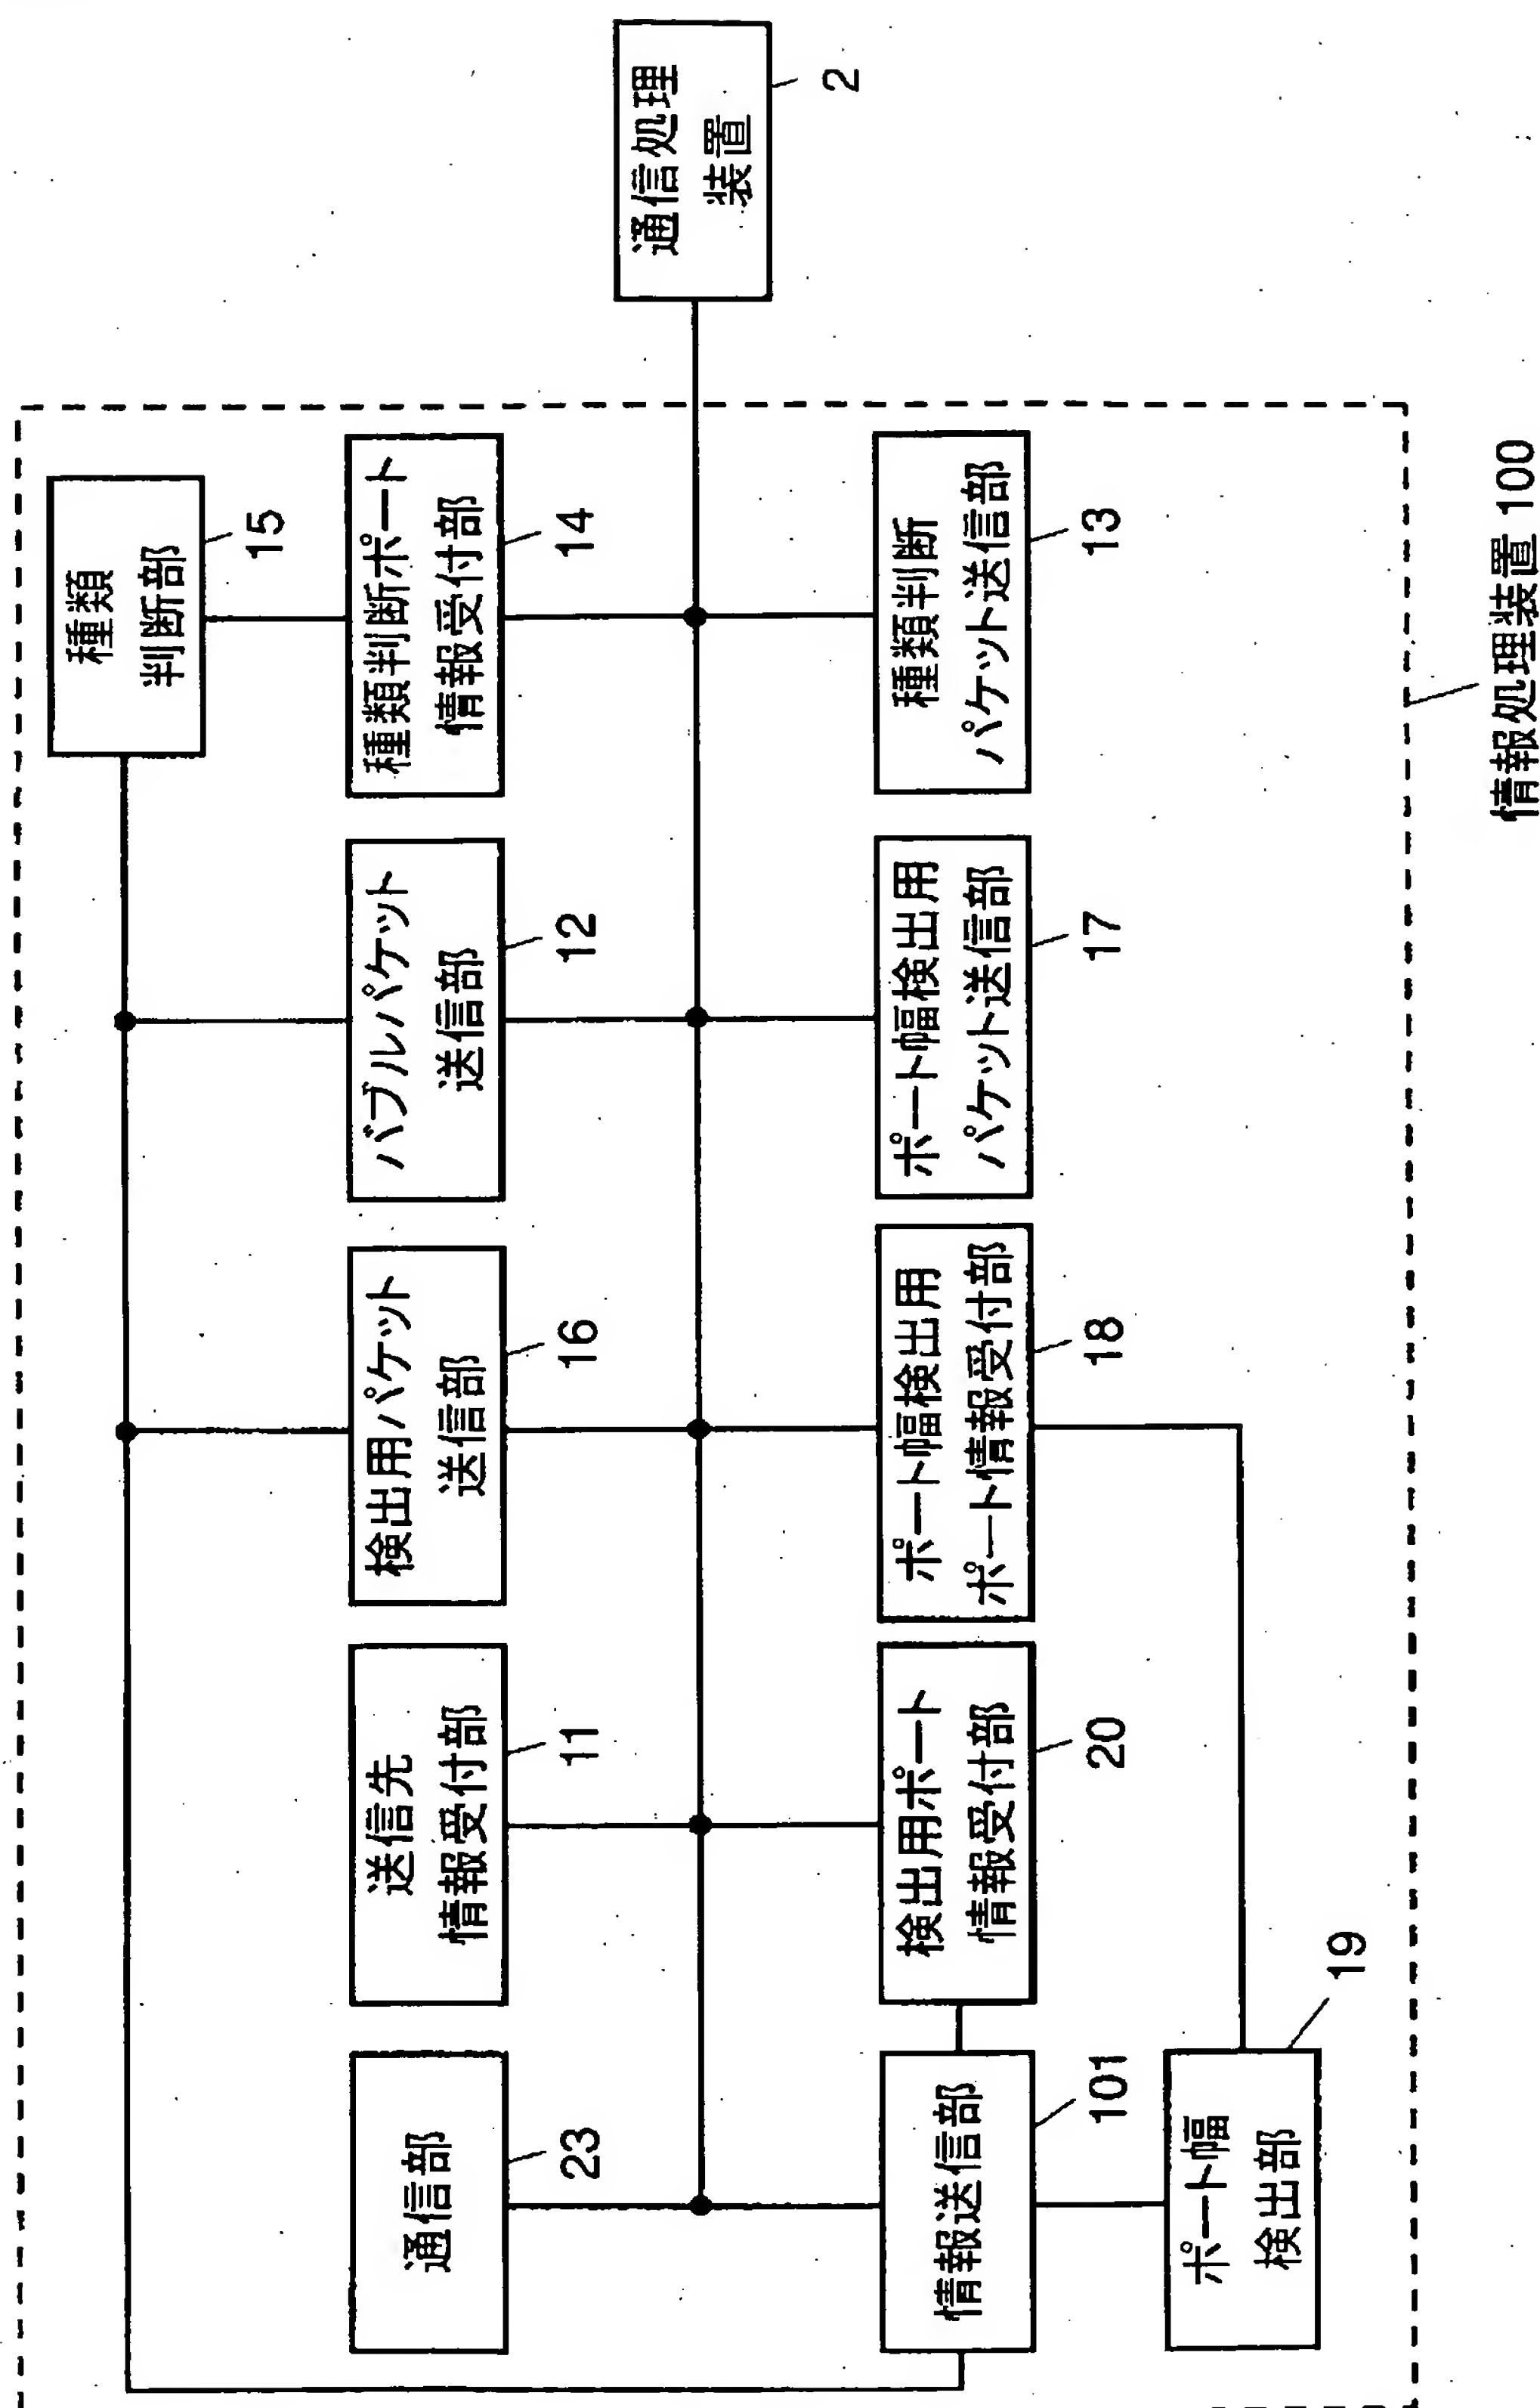 種類
判断部
15
通信処理
装置
2
種類判断ポート
情報受付部
14
種類判断
パケット送信部
13
バブルパケット
送信部
12
ポート幅検出用
パケット送信部
17
検出用パケット
送信部
16
ポート幅検出用
ポート情報受付部
18
送信先
情報受付部
11
検出用ポート
情報受付部
20
通信部
23
情報送信部
101
ポート幅
検出部
19
情報処理装置 100